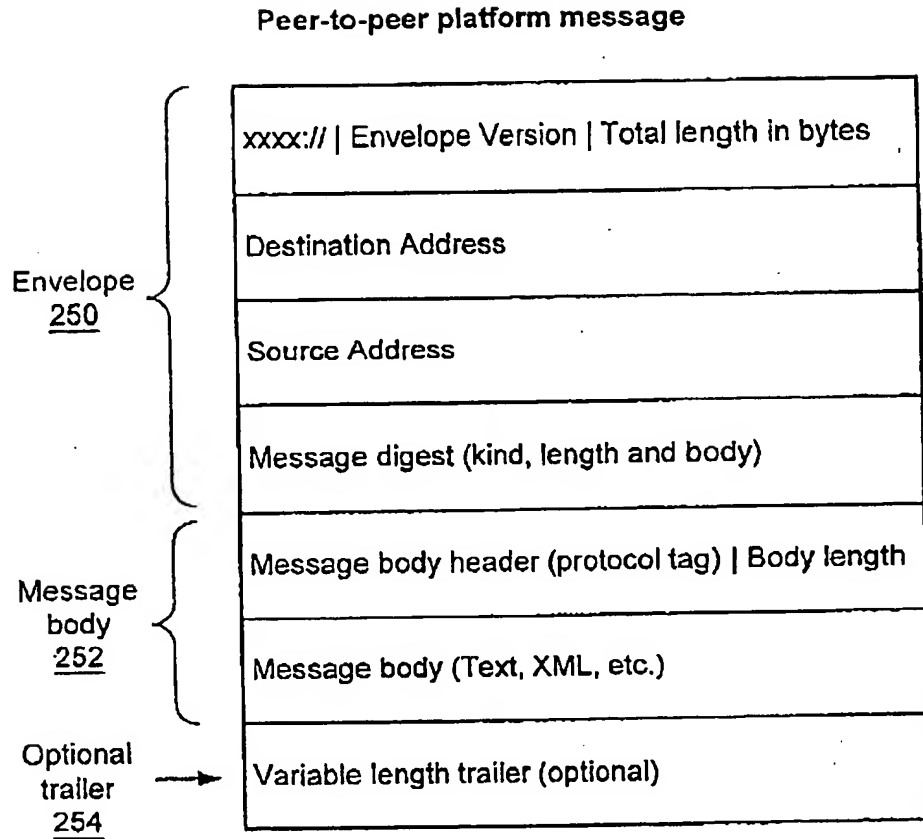 Peer-to-peer platform message
xxxx:// | Envelope Version | Total length in bytes
Destination Address
Envelope
250
Source Address
Message digest (kind, length and body)
Message body header (protocol tag) | Body length
Message
body
252
Message body (Text, XML, etc.)
Optional
trailer
254
Variable length trailer (optional)